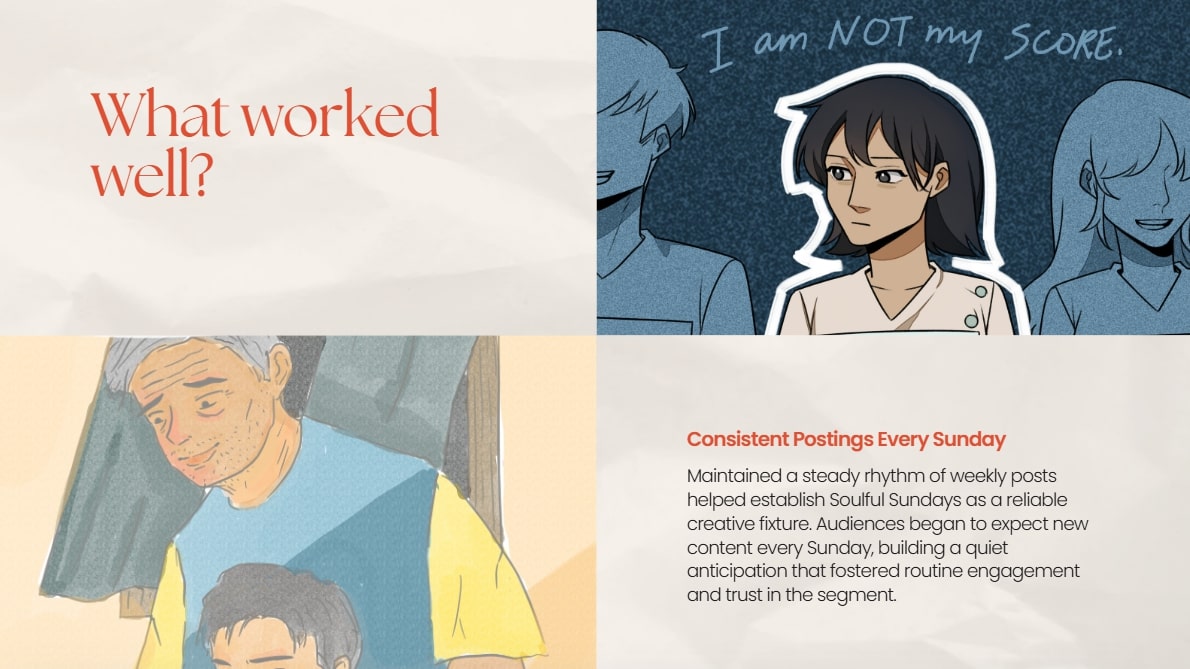 What worked
well?
I am NOT my SCORE.
Consistent Postings Every Sunday
Maintained a steady rhythm of weekly posts
helped establish Soulful Sundays as a reliable
creative fixture. Audiences began to expect new
content every Sunday, building a quiet
anticipation that fostered routine engagement
and trust in the segment.